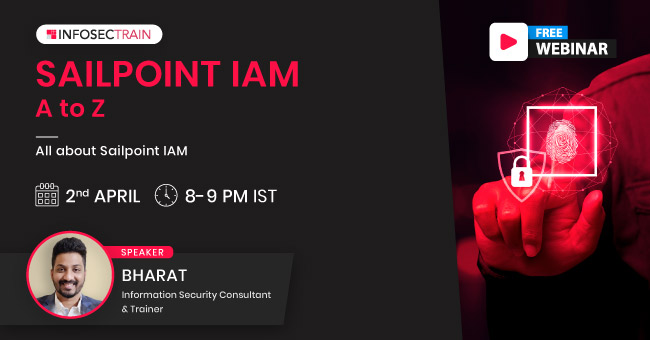 INFOSECTRAIN
FREE
WEBINAR
SAILPOINT IAM
A to Z
All about Sailpoint IAM
2nd APRIL
8-9 PM IST
SPEAKER
BHARAT
Information Security Consultant
& Trainer